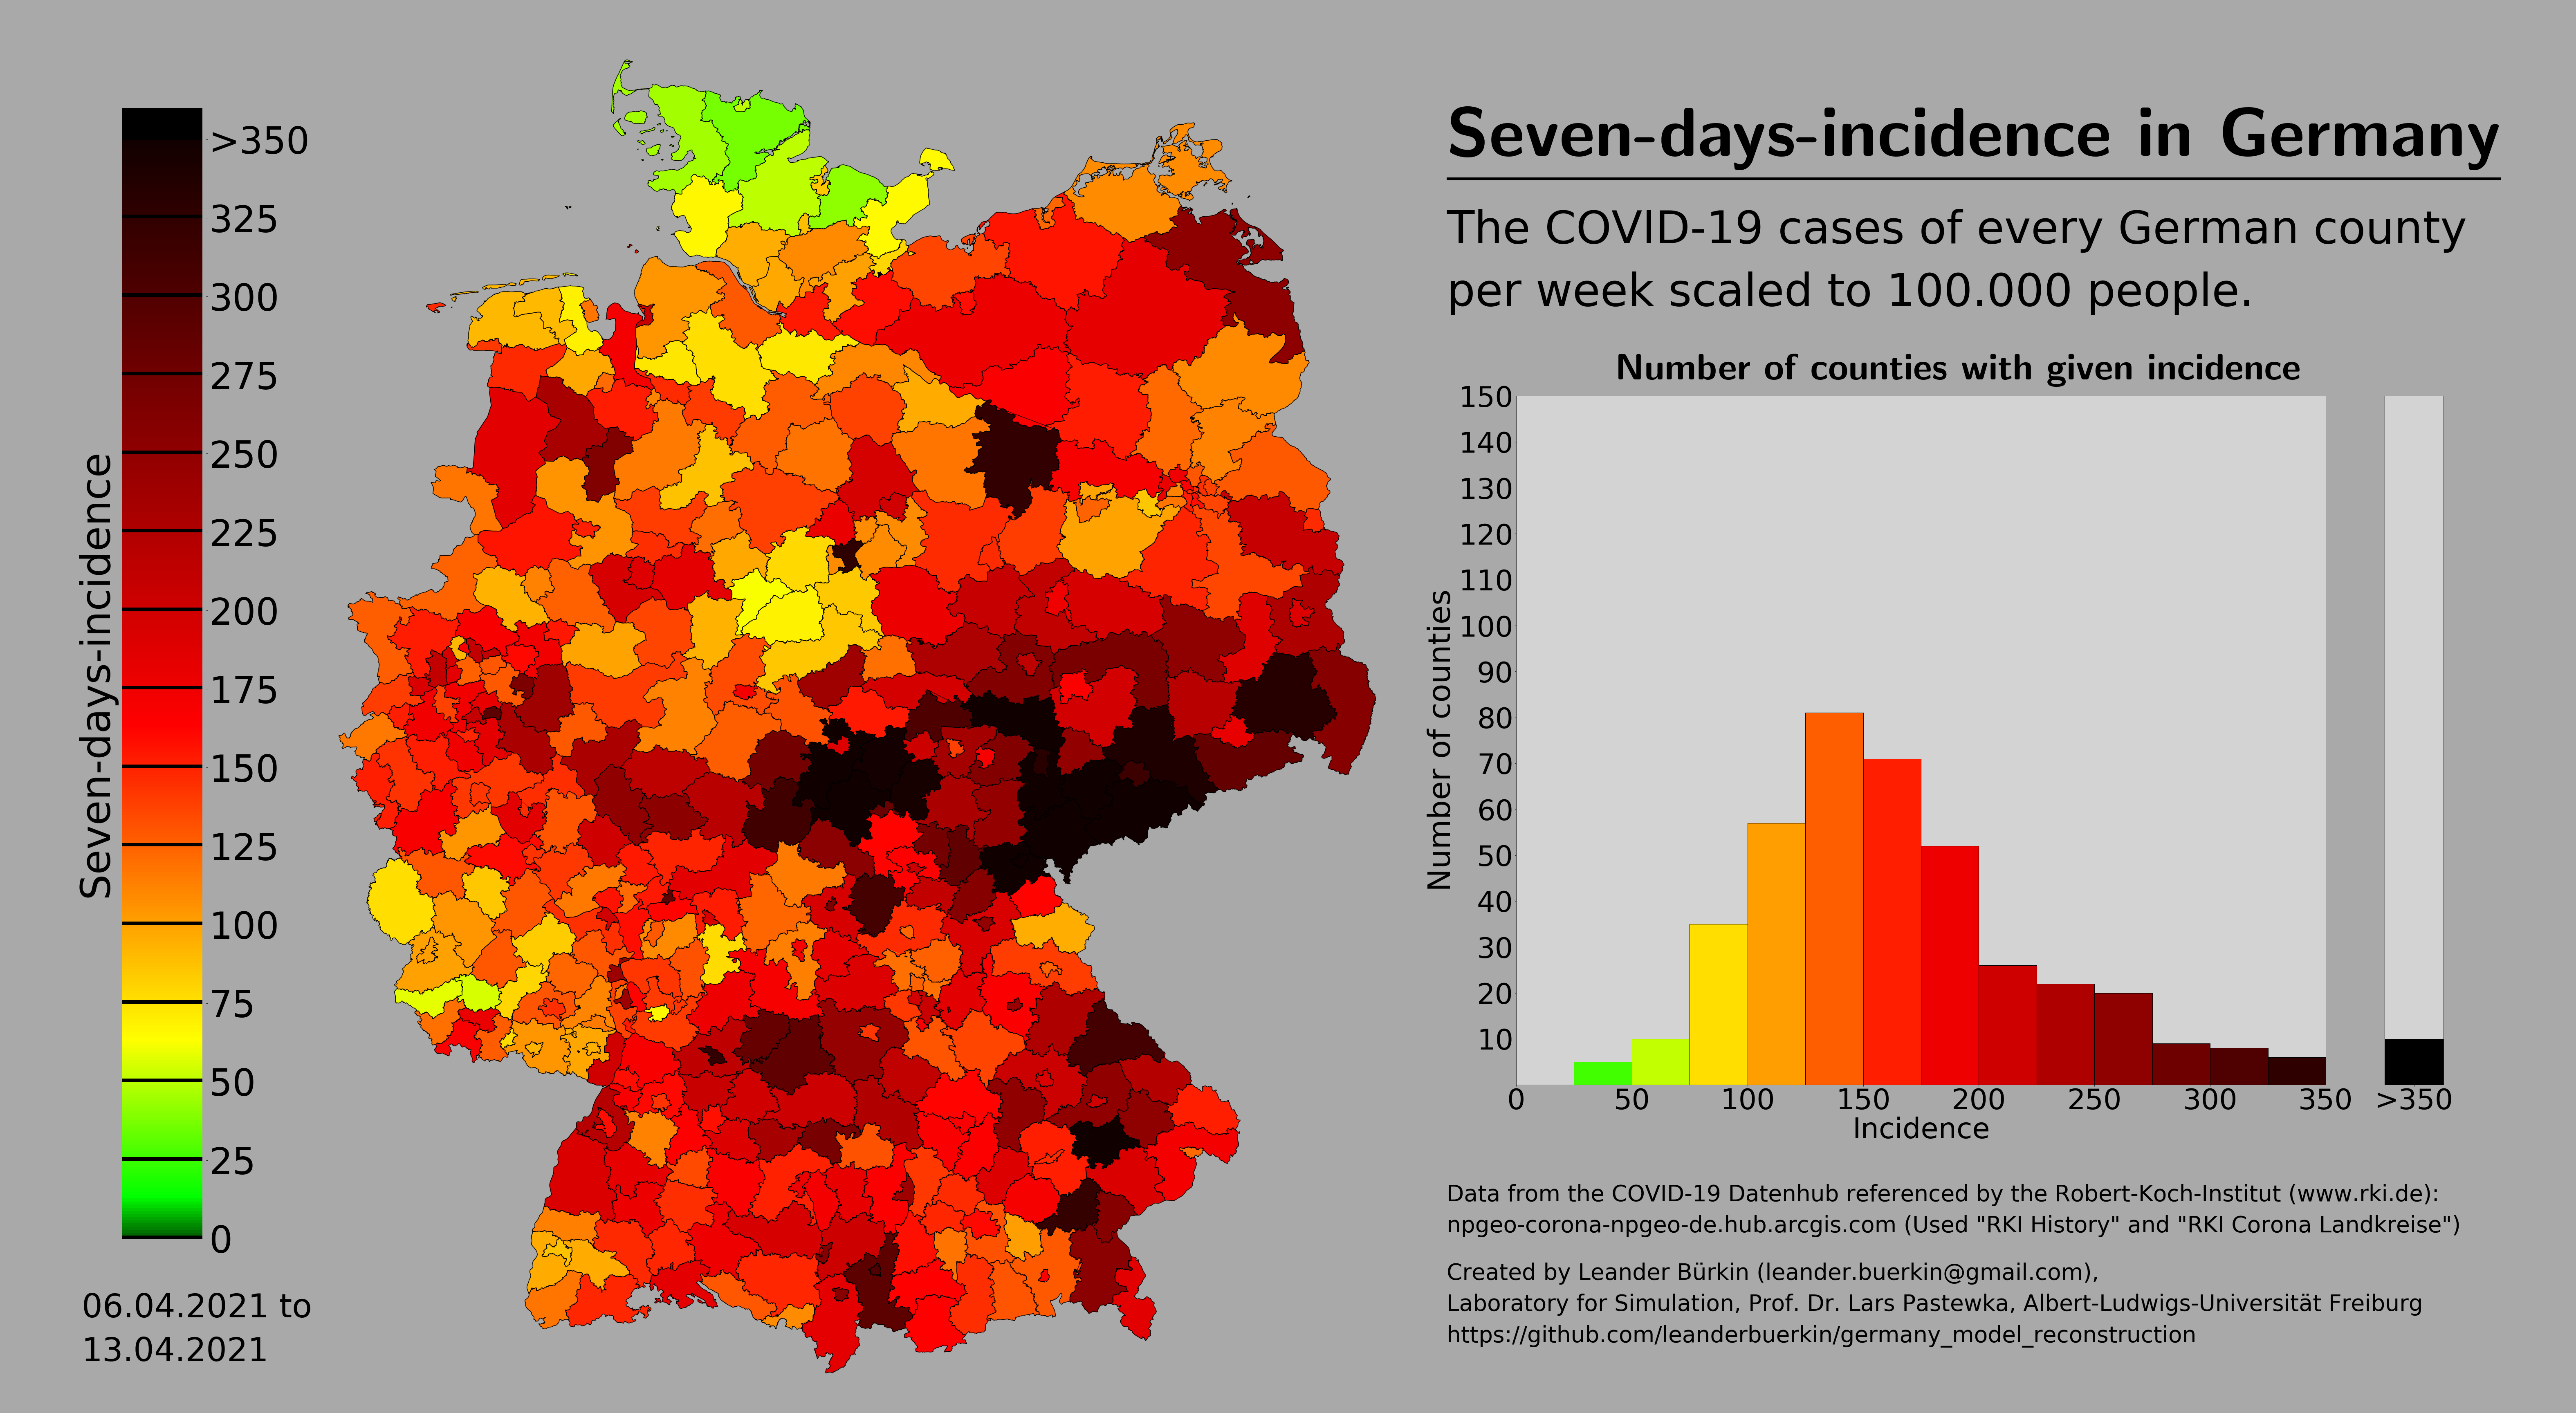 Seven-days-incidence in Germany
The COVID-19 cases of every German county
per week scaled to 100.000 people.
Seven-days-incidence
>350
325
300
275
250
225
200
175
150
125
100
75
50
25
0
06.04.2021 to
13.04.2021
Number of counties with given incidence
Number of counties
150
140
130
120
110
100
90
80
70
60
50
40
30
20
10
0 50 100 150 200 250 300 350 >350
Incidence
Data from the COVID-19 Datenhub referenced by the Robert-Koch-Institut (www.rki.de):
npgeo-corona-npgeo-de.hub.arcgis.com (Used "RKI History" and "RKI Corona Landkreise")
Created by Leander Bürkin (leander.buerkin@gmail.com),
Laboratory for Simulation, Prof. Dr. Lars Pastewka, Albert-Ludwigs-Universität Freiburg
https://github.com/leanderbuerkin/germany_model_reconstruction